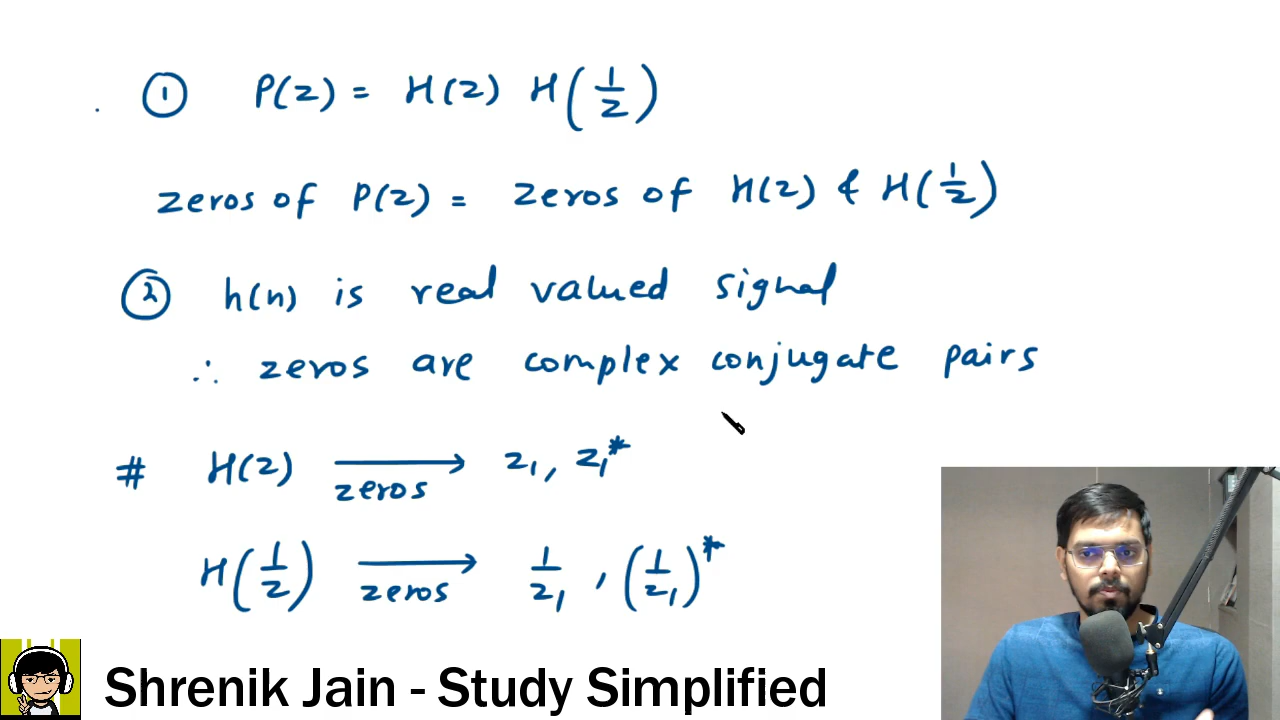 ① P(z) = H(z) H(1/z)
zeros of P(z) = zeros of H(z) & H(1/z)
② h(n) is real valued signal
∴ zeros are complex conjugate pairs
# H(z) ⟶ zeros z₁, z₁*
H(1/z) ⟶ zeros 1/z₁, (1/z₁)*
Shrenik Jain - Study Simplified